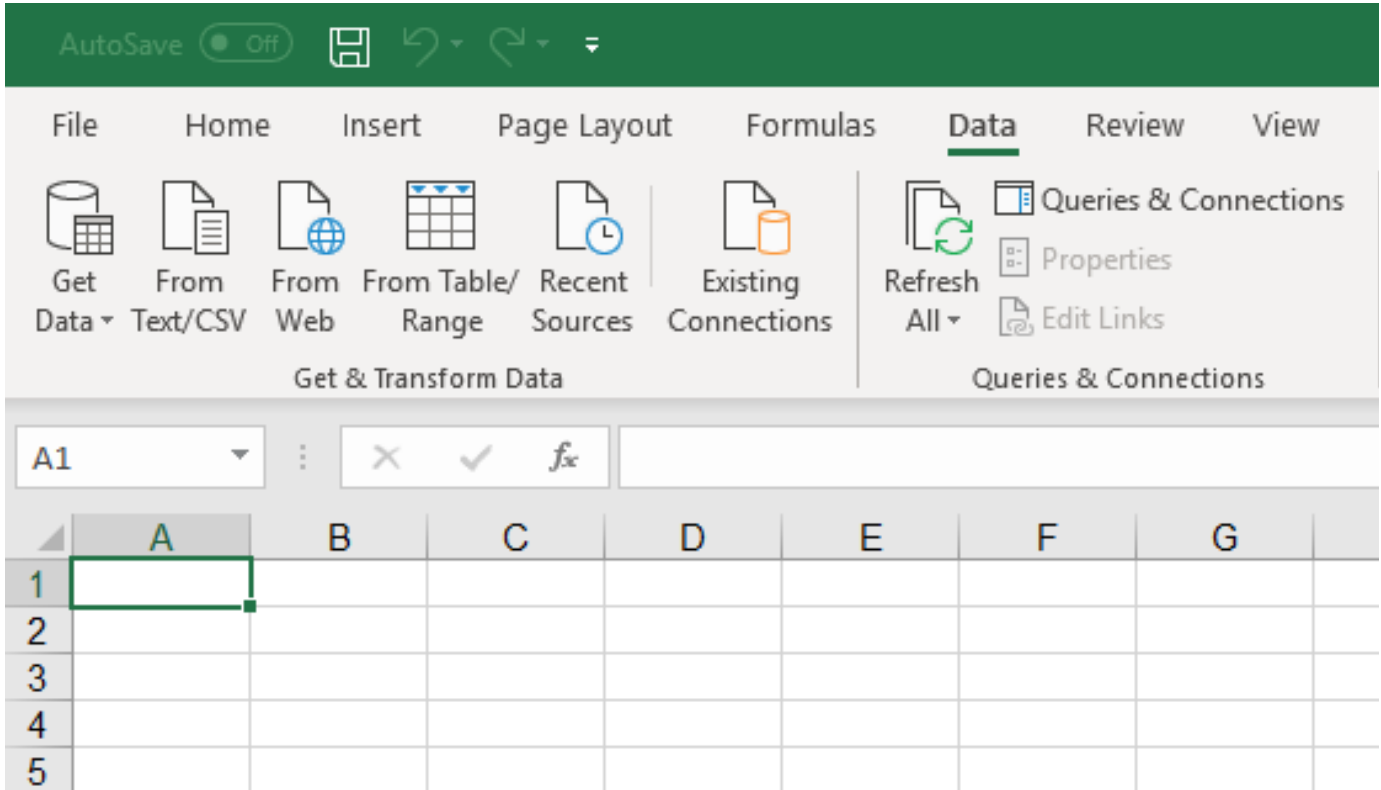 AutoSave Off
File Home Insert Page Layout Formulas Data Review View
Get Data From Text/CSV From Web From Table/ Range Recent Sources Existing Connections Refresh All Queries & Connections
Properties
Edit Links
Get & Transform Data Queries & Connections
A1 fx
A B C D E F G
1
2
3
4
5